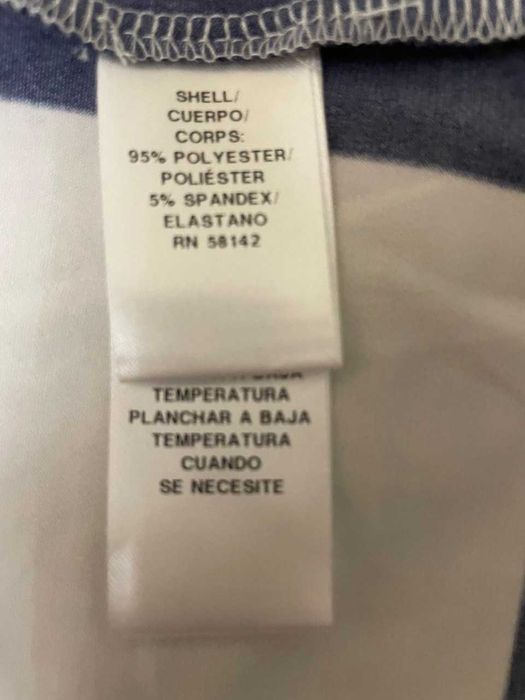 SHELL/
CUERPO/
CORPS:
95% POLYESTER/
POLIÉSTER
5% SPANDEX/
ELASTANO
RN 58142
TEMPERATURA
PLANCHAR A BAJA
TEMPERATURA
CUANDO
SE NECESITE